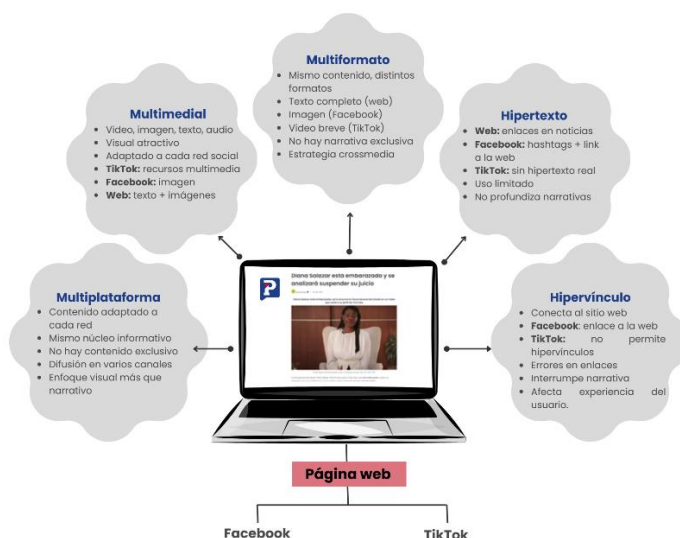 Multiformato
Mismo contenido, distintos
formatos
Texto completo (web)
Imagen (Facebook)
Video breve (TikTok)
No hay narrativa exclusiva
Estrategia crossmedia
Multimedial
Video, imagen, texto, audio
Visual atractivo
Adaptado a cada red social
TikTok: recursos multimedia
Facebook: imagen
Web: texto + imágenes
Hipertexto
Web: enlaces en noticias
Facebook: hashtags + link
a la web
TikTok: sin hipertexto real
Uso limitado
No profundiza narrativas
Multiplataforma
Contenido adaptado a
cada red
Mismo núcleo informativo
No hay contenido exclusivo
Difusión en varios canales
Enfoque visual más que
narrativo
P
Diana Salazar está embarazada y se
analizará suspender su juicio
Hipervínculo
Conecta al sitio web
Facebook: enlace a la web
TikTok: no permite
hipervínculos
Errores en enlaces
Interrumpe narrativa
Afecta experiencia del
usuario.
Página web
Facebook
TikTok